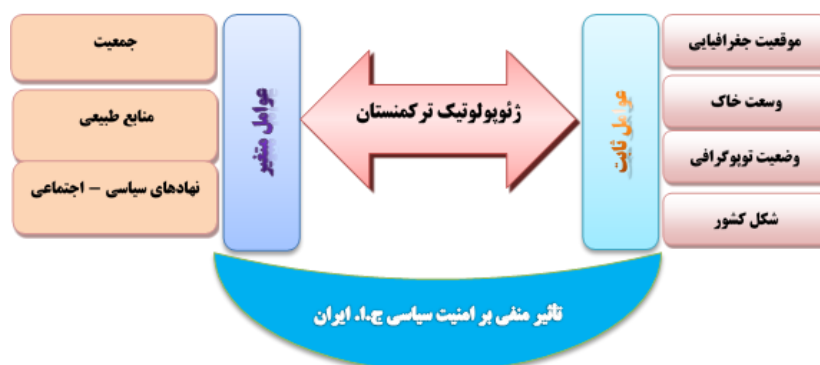 موقعیت جغرافیایی
وسعت خاک
وضعیت توپوگرافی
شکل کشور
عوامل ثابت
ژئوپولوتیک ترکمنستان
عوامل متغیر
جمعیت
منابع طبیعی
نهادهای سیاسی – اجتماعی
تأثیر منفی بر امنیت سیاسی ج.ا. ایران